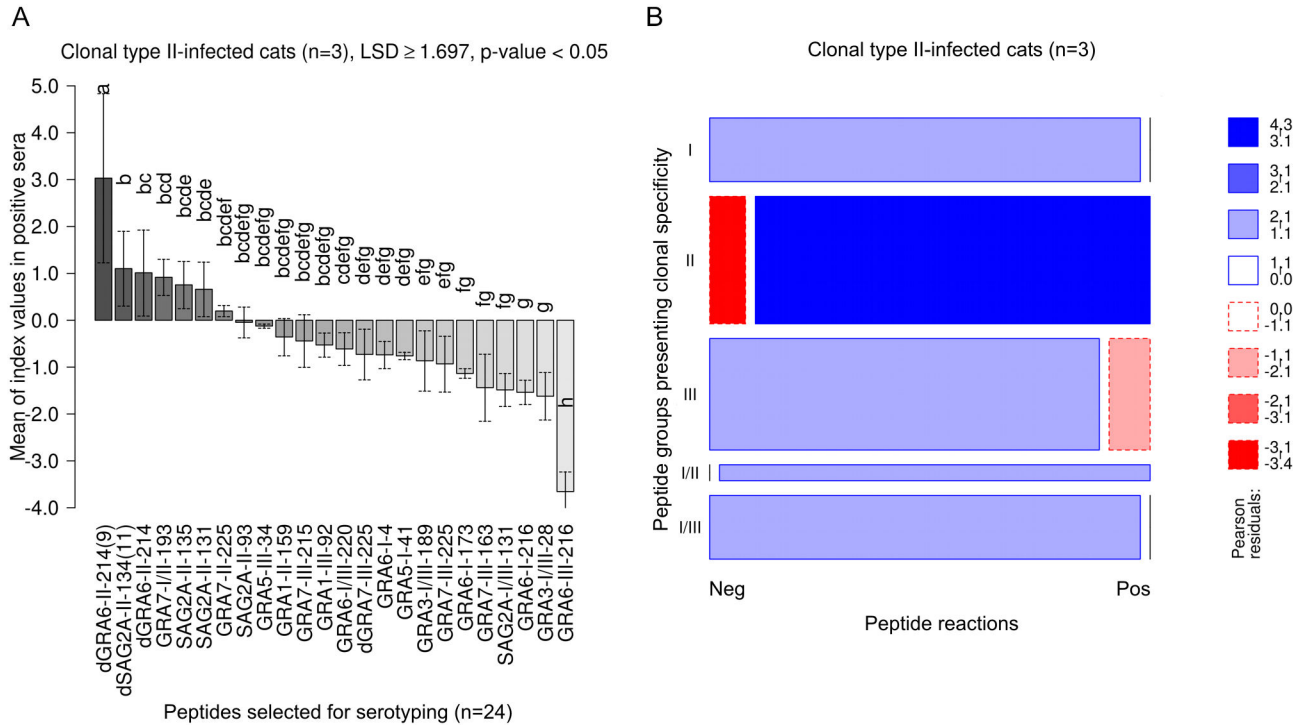 A
Clonal type II-infected cats (n=3), LSD ≥ 1.697, p-value < 0.05
Mean of index values in positive sera
5.0
4.0
3.0
2.0
1.0
0.0
-1.0
-2.0
-3.0
-4.0
a
b
bc
bcd
bcde
bcde
bcdef
bcdefg
bcdefg
bcdefg
bcdefg
bcdefg
cdefg
defg
defg
defg
efg
efg
fg
fg
fg
g
g
h
dGRA6-II-214(9)
dSAG2A-II-134(11)
dGRA6-II-214
GRA7-I/II-193
SAG2A-II-135
SAG2A-II-131
GRA7-II-225
SAG2A-II-93
GRA5-III-34
GRA1-II-159
GRA7-III-215
GRA1-III-92
GRA6-I/III-220
dGRA7-III-225
GRA6-I-4
GRA5-I-41
GRA3-I/III-189
GRA7-III-225
GRA6-I-173
GRA7-III-163
SAG2A-I/III-131
GRA6-I-216
GRA3-I/III-28
GRA6-III-216
Peptides selected for serotyping (n=24)
B
Clonal type II-infected cats (n=3)
Peptide groups presenting clonal specificity
I
II
III
I/II
I/III
Neg
Pos
Peptide reactions
4,3
3.1
3,1
2.1
2,1
1.1
1,1
0.0
0,0
-1.1
-1,1
-2.1
-2,1
-3.1
-3,1
-3.4
Pearson
residuals: